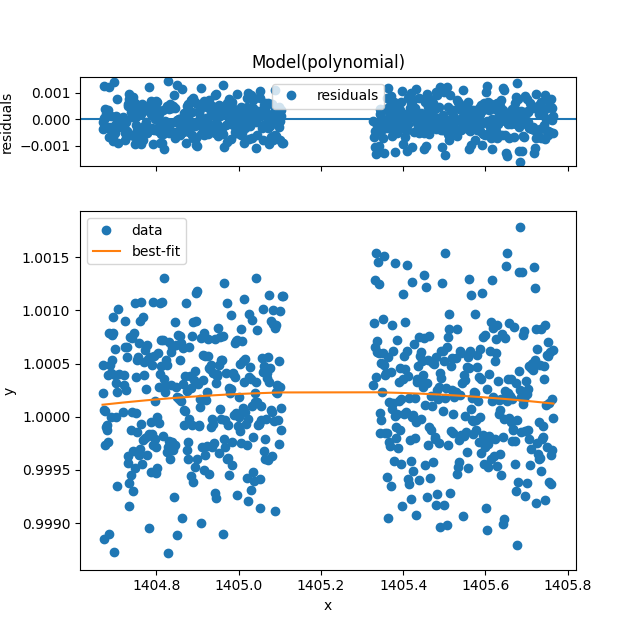 Model(polynomial)
residuals
0.001
0.000
−0.001
residuals
data
best-fit
y
1.0015
1.0010
1.0005
1.0000
0.9995
0.9990
1404.8 1405.0 1405.2 1405.4 1405.6 1405.8
x